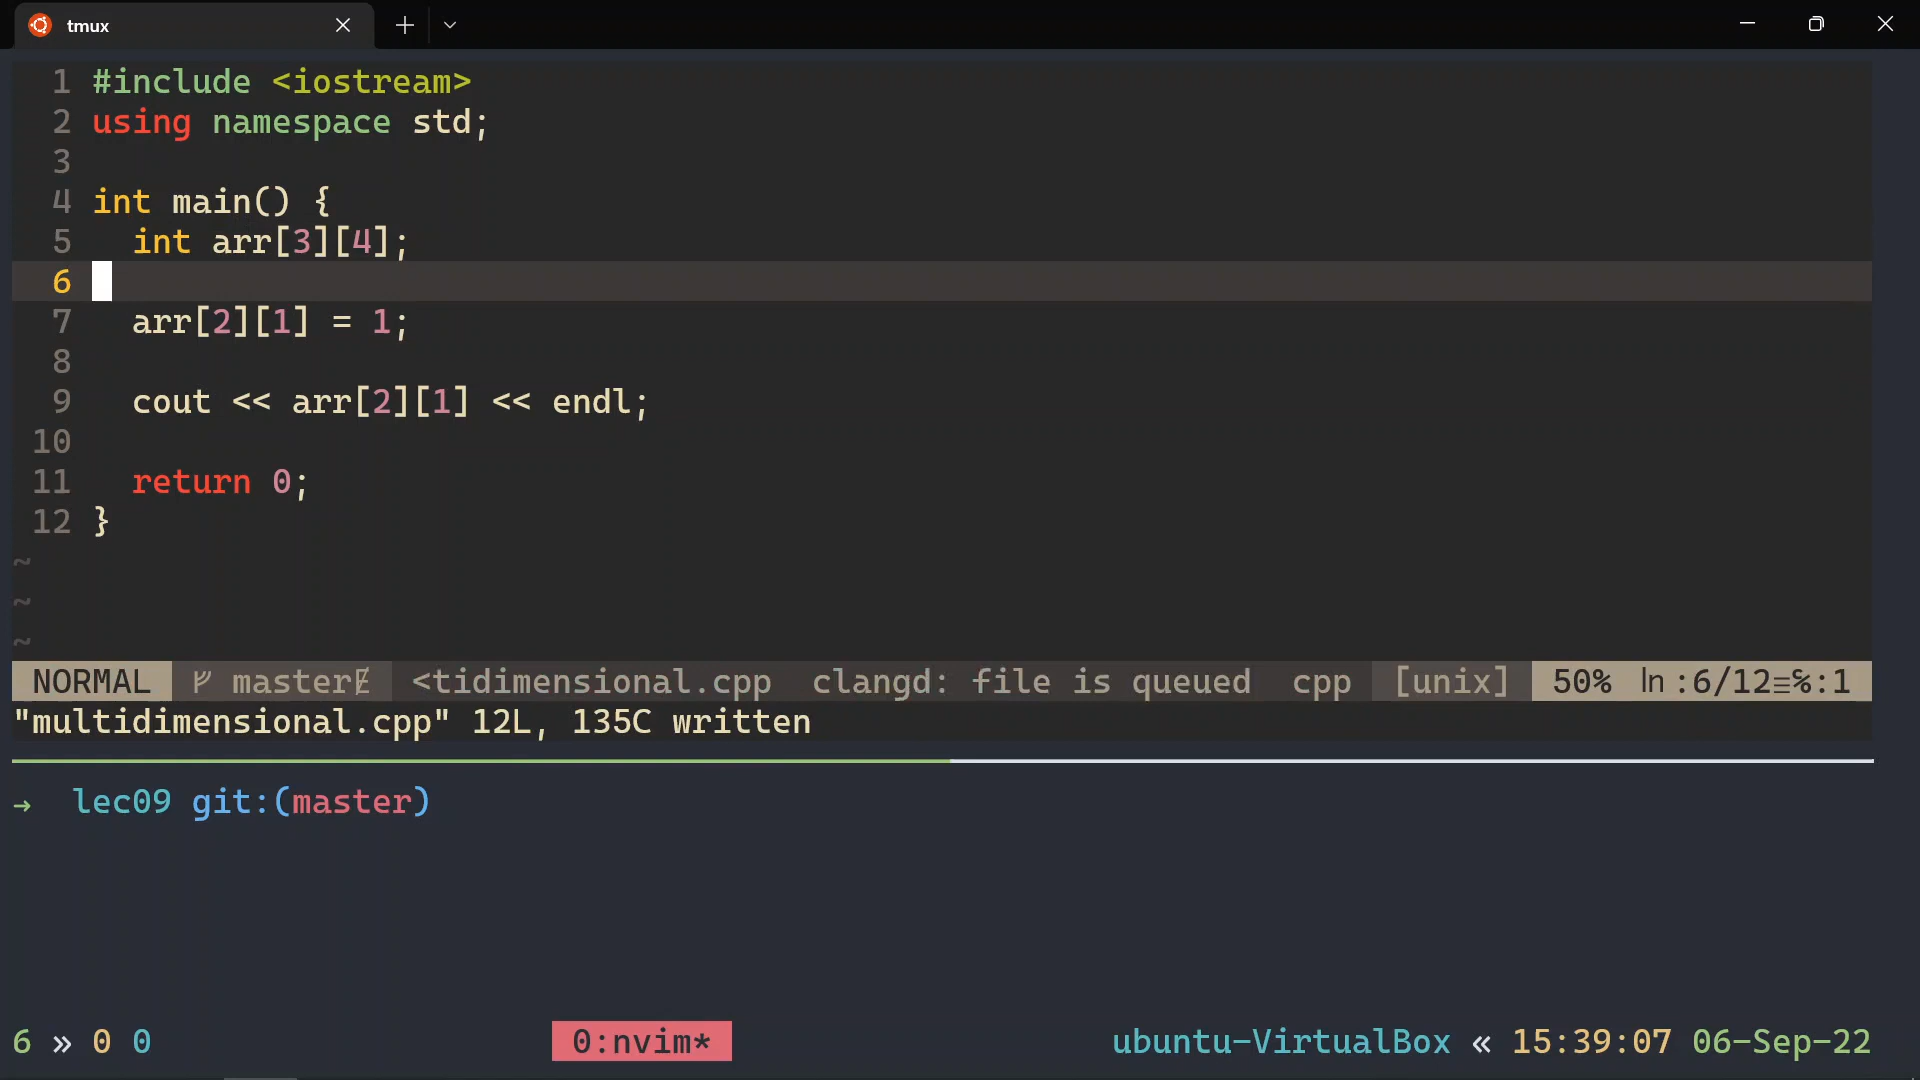 tmux
1 #include <iostream>
2 using namespace std;
3
4 int main() {
5   int arr[3][4];
6
7   arr[2][1] = 1;
8
9   cout << arr[2][1] << endl;
10
11   return 0;
12 }
~
~
~
NORMAL master <tidimensional.cpp clangd: file is queued cpp [unix] 50% ln :6/12≡℅:1
"multidimensional.cpp" 12L, 135C written
→ lec09 git:(master)
6 » 0 0 0:nvim* ubuntu-VirtualBox « 15:39:07 06-Sep-22